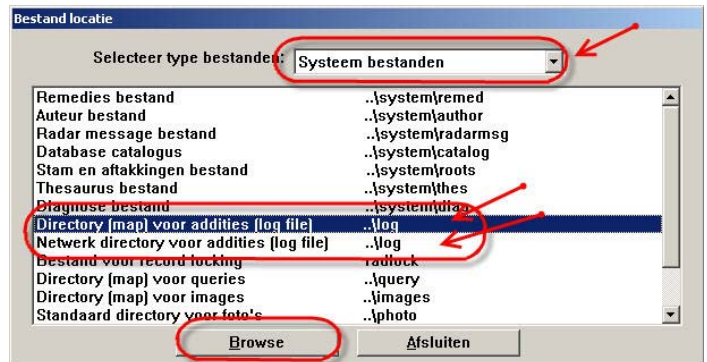 Bestand locatie
Selecteer type bestanden: Systeem bestanden
Remedies bestand ..\system\remed
Auteur bestand ..\system\author
Radar message bestand ..\system\radarmsg
Database catalogus ..\system\catalog
Stam en aftakkingen bestand ..\system\roots
Thesaurus bestand ..\system\thes
Diagnose bestand ..\system\diag
Directory (map) voor addities (log file) ..\log
Netwerk directory voor addities (log file) ..\log
Bestand voor record locking radlock
Directory (map) voor queries ..\query
Directory (map) voor images ..\images
Standaard directory voor foto's ..\photo
Browse Afsluiten